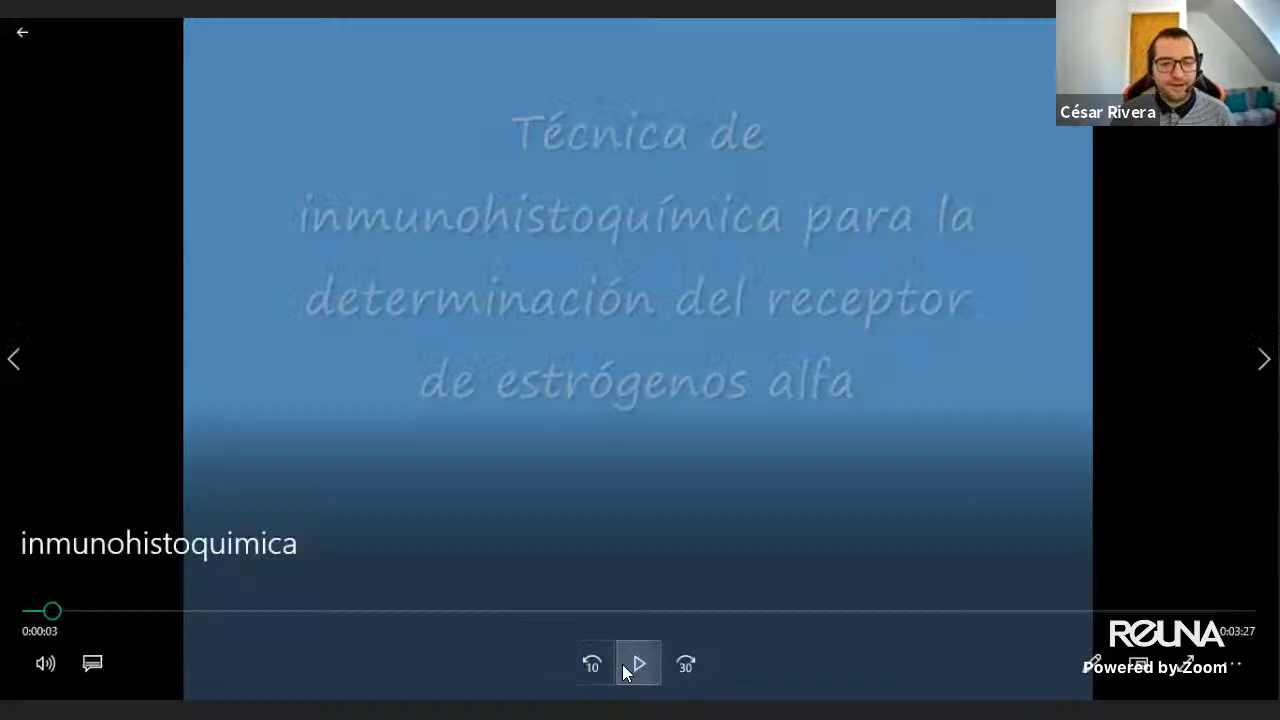 César Rivera
Técnica de
inmunohistoquímica para la
determinación del receptor
de estrógenos alfa
inmunohistoquimica
0:00:03
0:03:27
10
30
REUNA
Powered by Zoom